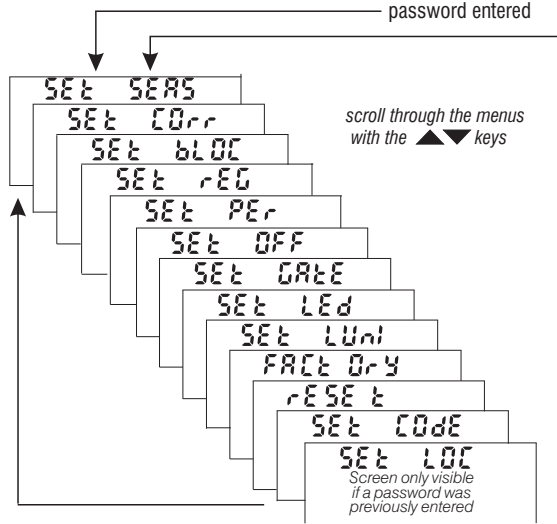 password entered
SEt SEAS
SEt COrr
scroll through the menus
with the ▲▼ keys
SEt bLOC
SEt rEG
SEt PEr
SEt OFF
SEt GAtE
SEt LEd
SEt LUnI
FACt OrY
rESEt
SEt COdE
SEt LOC
Screen only visible
if a password was
previously entered